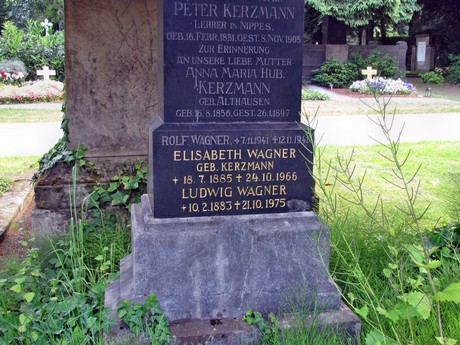 PETER KERZMANN
LEHRER IN NIPPES,
GEB. 16. FEBR. 1851, GEST. 8. NOV. 1905
ZUR ERINNERUNG
AN UNSERE LIEBE MUTTER
ANNA MARIA HUB.
KERZMANN
GEB. ALTHAUSEN
GEB. 16. 8. 1856, GEST. 26. 1. 1897
ROLF WAGNER, * 7. 11. 1941 + 12. 11. 1941
ELISABETH WAGNER
GEB. KERZMANN
* 18. 7. 1885 + 24. 10. 1966
LUDWIG WAGNER
* 10. 2. 1883 + 21. 10. 1975